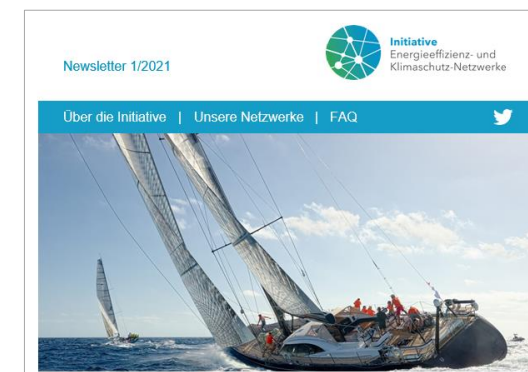 Newsletter 1/2021
Initiative
Energieeffizienz- und
Klimaschutz-Netzwerke
Über die Initiative | Unsere Netzwerke | FAQ